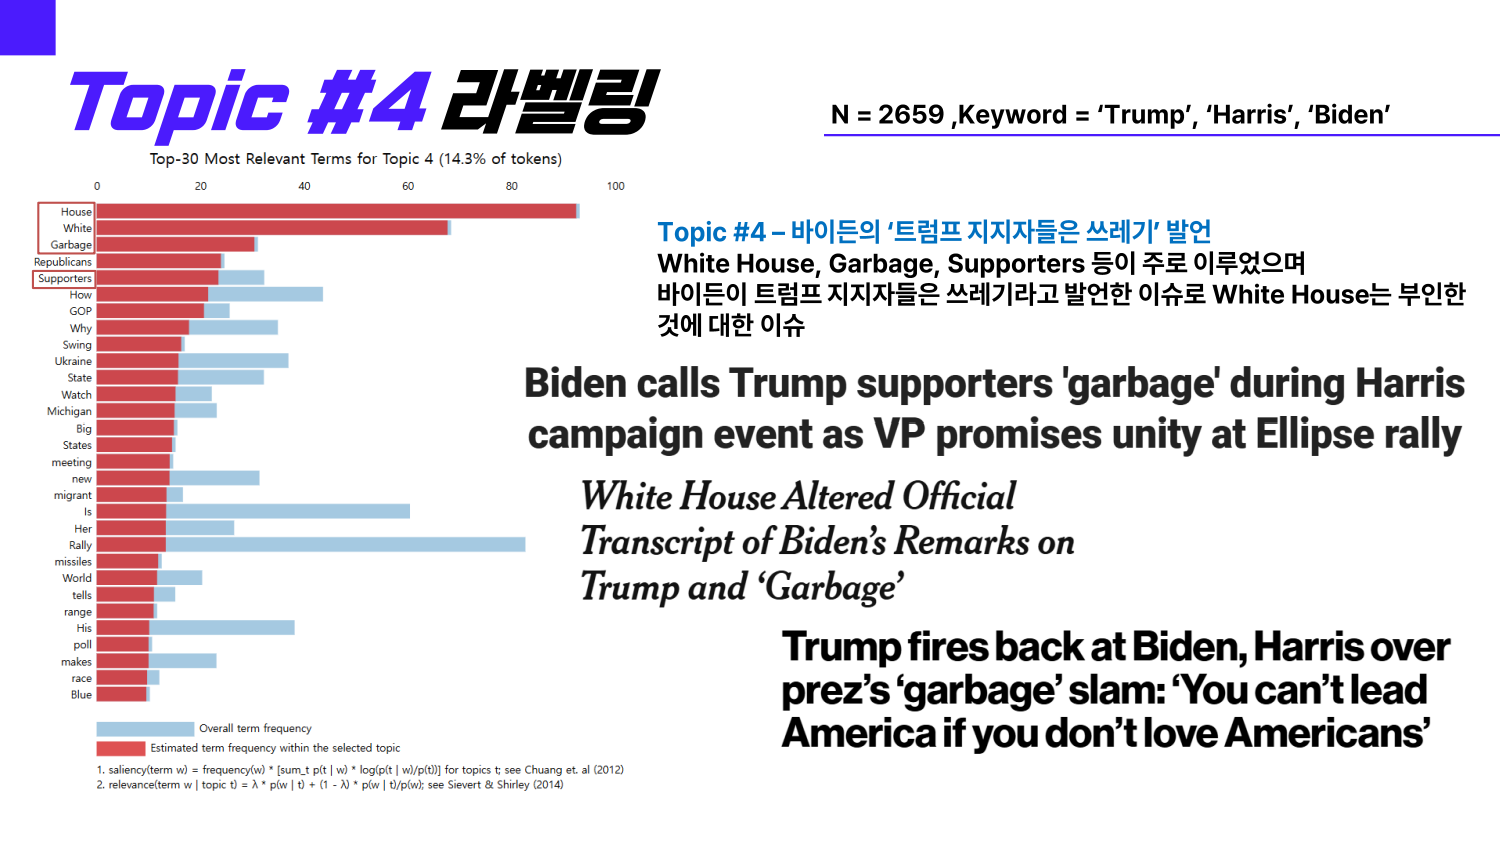 Topic #4 라벨링
N = 2659 ,Keyword = ‘Trump’, ‘Harris’, ‘Biden’
Top-30 Most Relevant Terms for Topic 4 (14.3% of tokens)
0 20 40 60 80 100
House
White
Garbage
Republicans
Supporters
How
GOP
Why
Swing
Ukraine
State
Watch
Michigan
Big
States
meeting
new
migrant
Is
Her
Rally
missiles
World
tells
range
His
poll
makes
race
Blue
Overall term frequency
Estimated term frequency within the selected topic
1. saliency(term w) = frequency(w) * [sum_t p(t | w) * log(p(t | w)/p(t))] for topics t; see Chuang et. al (2012)
2. relevance(term w | topic t) = λ * p(w | t) + (1 - λ) * p(w | t)/p(w); see Sievert & Shirley (2014)
Topic #4 – 바이든의 ‘트럼프 지지자들은 쓰레기’ 발언
White House, Garbage, Supporters 등이 주로 이루었으며
바이든이 트럼프 지지자들은 쓰레기라고 발언한 이슈로 White House는 부인한
것에 대한 이슈
Biden calls Trump supporters 'garbage' during Harris
campaign event as VP promises unity at Ellipse rally
White House Altered Official
Transcript of Biden’s Remarks on
Trump and ‘Garbage’
Trump fires back at Biden, Harris over
prez’s ‘garbage’ slam: ‘You can’t lead
America if you don’t love Americans’